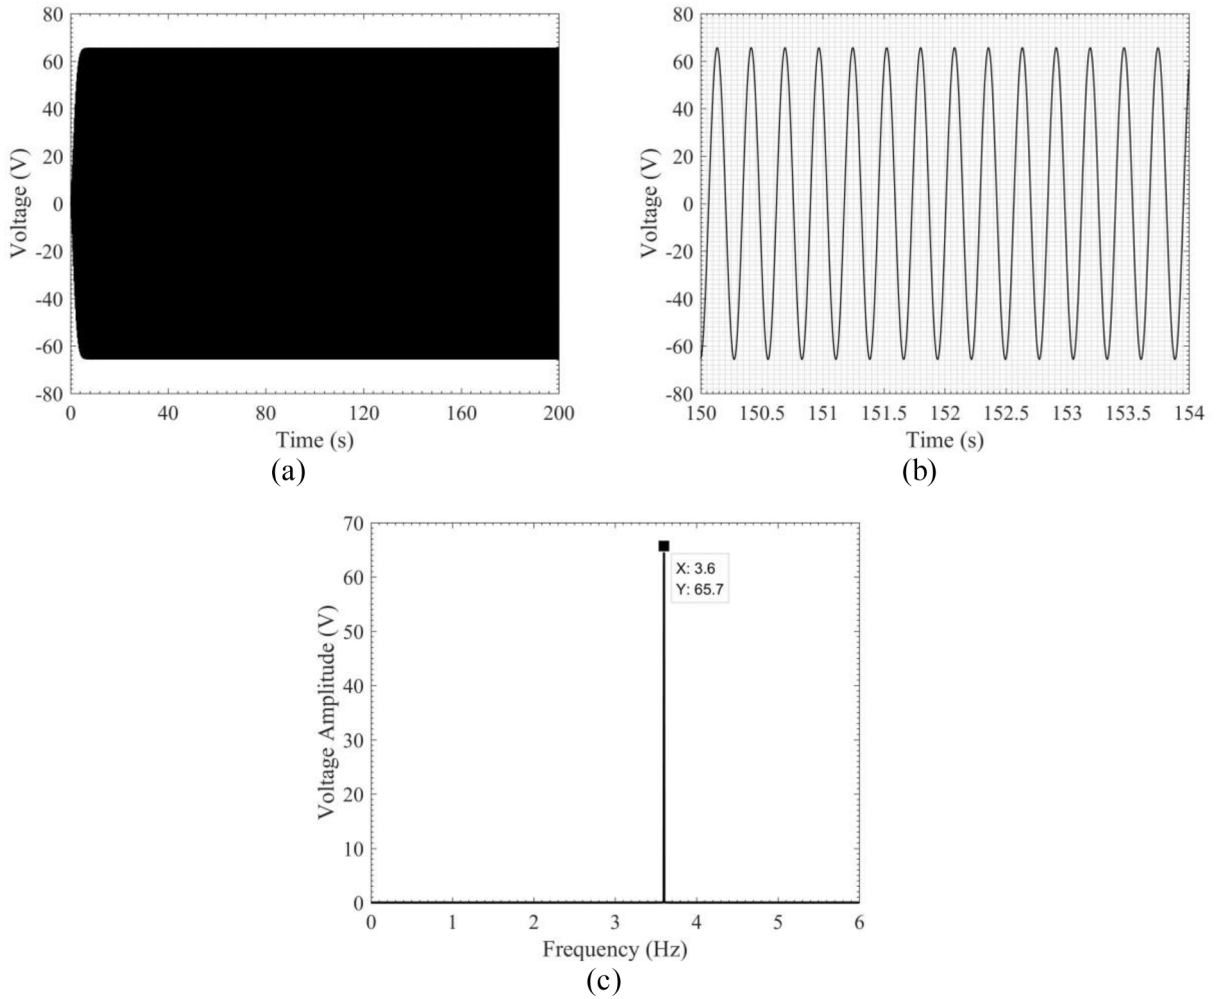 80
60
40
20
0
-20
-40
-60
-80
Voltage (V)
0 40 80 120 160 200
Time (s)
(a)
80
60
40
20
0
-20
-40
-60
-80
Voltage (V)
150 150.5 151 151.5 152 152.5 153 153.5 154
Time (s)
(b)
70
60
50
40
30
20
10
0
Voltage Amplitude (V)
X: 3.6
Y: 65.7
0 1 2 3 4 5 6
Frequency (Hz)
(c)